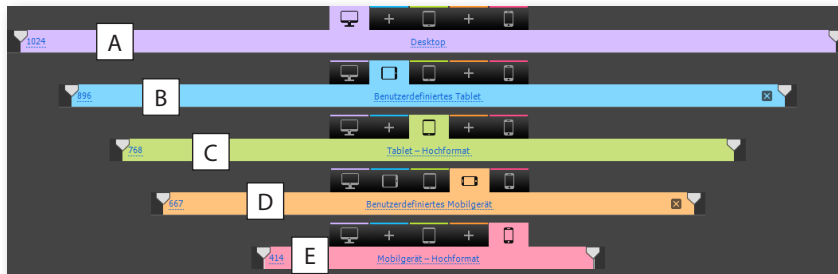 A
1024 Desktop
B
896 Benutzerdefiniertes Tablet
C
768 Tablet – Hochformat
D
667 Benutzerdefiniertes Mobilgerät
E
414 Mobilgerät – Hochformat